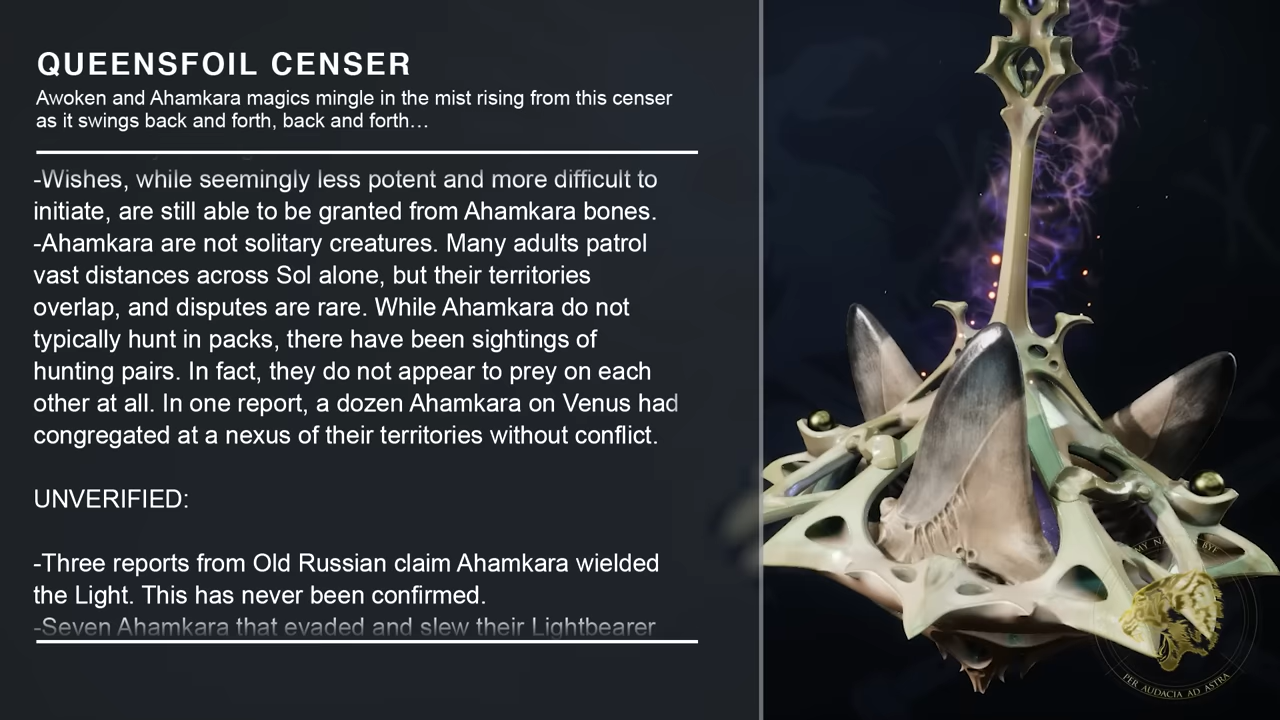 QUEENSFOIL CENSER
Awoken and Ahamkara magics mingle in the mist rising from this censer
as it swings back and forth, back and forth…
-Wishes, while seemingly less potent and more difficult to
initiate, are still able to be granted from Ahamkara bones.
-Ahamkara are not solitary creatures. Many adults patrol
vast distances across Sol alone, but their territories
overlap, and disputes are rare. While Ahamkara do not
typically hunt in packs, there have been sightings of
hunting pairs. In fact, they do not appear to prey on each
other at all. In one report, a dozen Ahamkara on Venus had
congregated at a nexus of their territories without conflict.
UNVERIFIED:
-Three reports from Old Russian claim Ahamkara wielded
the Light. This has never been confirmed.
-Seven Ahamkara that evaded and slew their Lightbearer
MY NA
BYF
PER AUDACIA AD ASTRA